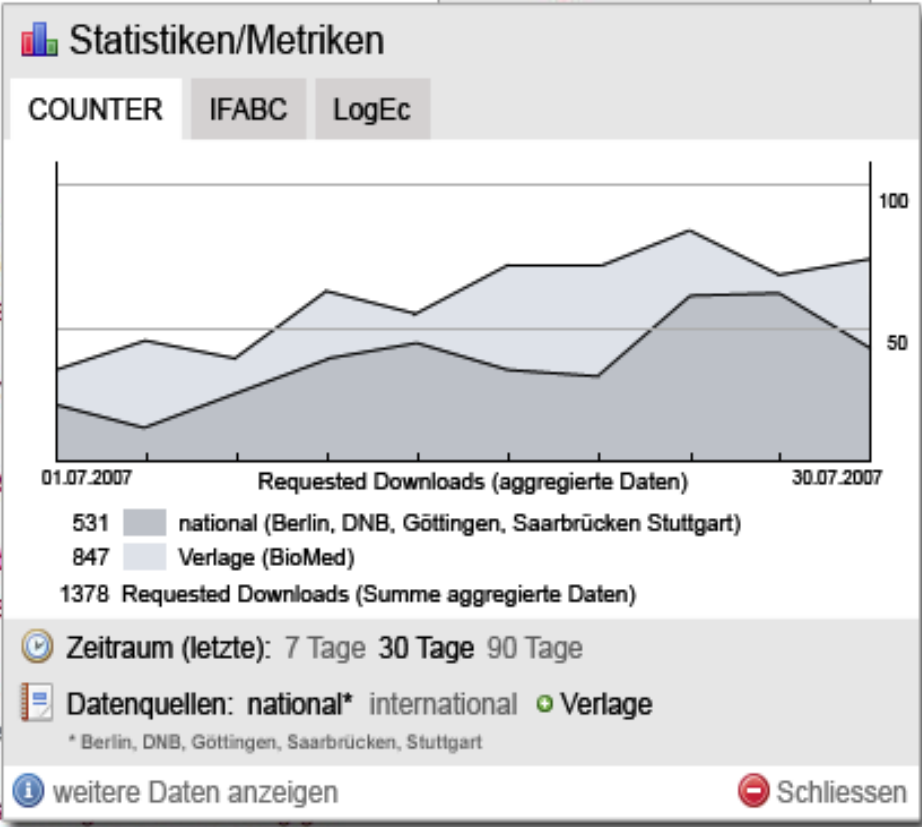 Statistiken/Metriken
COUNTER IFABC LogEc
100
50
01.07.2007 Requested Downloads (aggregierte Daten) 30.07.2007
531 national (Berlin, DNB, Göttingen, Saarbrücken Stuttgart)
847 Verlage (BioMed)
1378 Requested Downloads (Summe aggregierte Daten)
Zeitraum (letzte): 7 Tage 30 Tage 90 Tage
Datenquellen: national* international Verlage
* Berlin, DNB, Göttingen, Saarbrücken, Stuttgart
weitere Daten anzeigen Schliessen